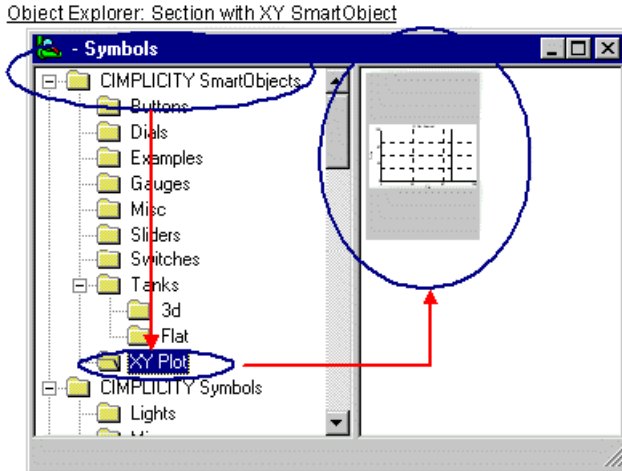 Object Explorer: Section with XY SmartObject
- Symbols
CIMPLICITY SmartObjects
Buttons
Dials
Examples
Gauges
Misc
Sliders
Switches
Tanks
3d
Flat
XY Plot
CIMPLICITY Symbols
Lights